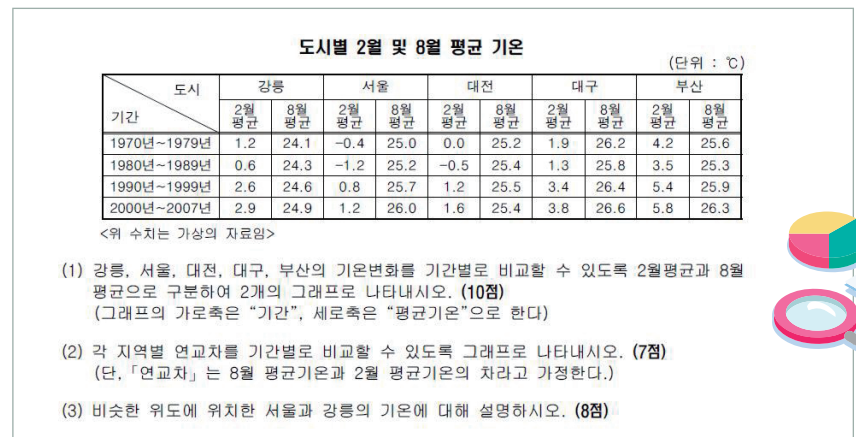 도시별 2월 및 8월 평균 기온
(단위 : ℃)
도시 강릉 서울 대전 대구 부산
기간 2월 평균 8월 평균 2월 평균 8월 평균 2월 평균 8월 평균 2월 평균 8월 평균 2월 평균 8월 평균
1970년~1979년 1.2 24.1 -0.4 25.0 0.0 25.2 1.9 26.2 4.2 25.6
1980년~1989년 0.6 24.3 -1.2 25.2 -0.5 25.4 1.3 25.8 3.5 25.3
1990년~1999년 2.6 24.6 0.8 25.7 1.2 25.5 3.4 26.4 5.4 25.9
2000년~2007년 2.9 24.9 1.2 26.0 1.6 25.4 3.8 26.6 5.8 26.3
<위 수치는 가상의 자료임>
(1) 강릉, 서울, 대전, 대구, 부산의 기온변화를 기간별로 비교할 수 있도록 2월평균과 8월
평균으로 구분하여 2개의 그래프로 나타내시오. (10점)
(그래프의 가로축은 “기간”, 세로축은 “평균기온”으로 한다)
(2) 각 지역별 연교차를 기간별로 비교할 수 있도록 그래프로 나타내시오. (7점)
(단,「연교차」는 8월 평균기온과 2월 평균기온의 차라고 가정한다.)
(3) 비슷한 위도에 위치한 서울과 강릉의 기온에 대해 설명하시오. (8점)